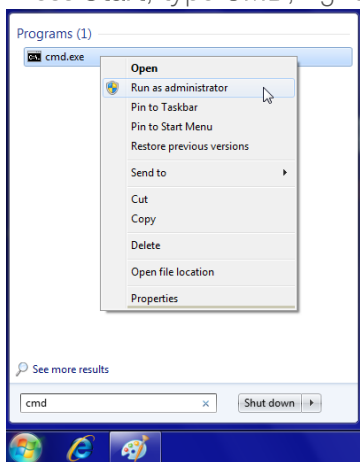 Programs (1)
cmd.exe
Open
Run as administrator
Pin to Taskbar
Pin to Start Menu
Restore previous versions
Send to
Cut
Copy
Delete
Open file location
Properties
See more results
cmd
Shut down